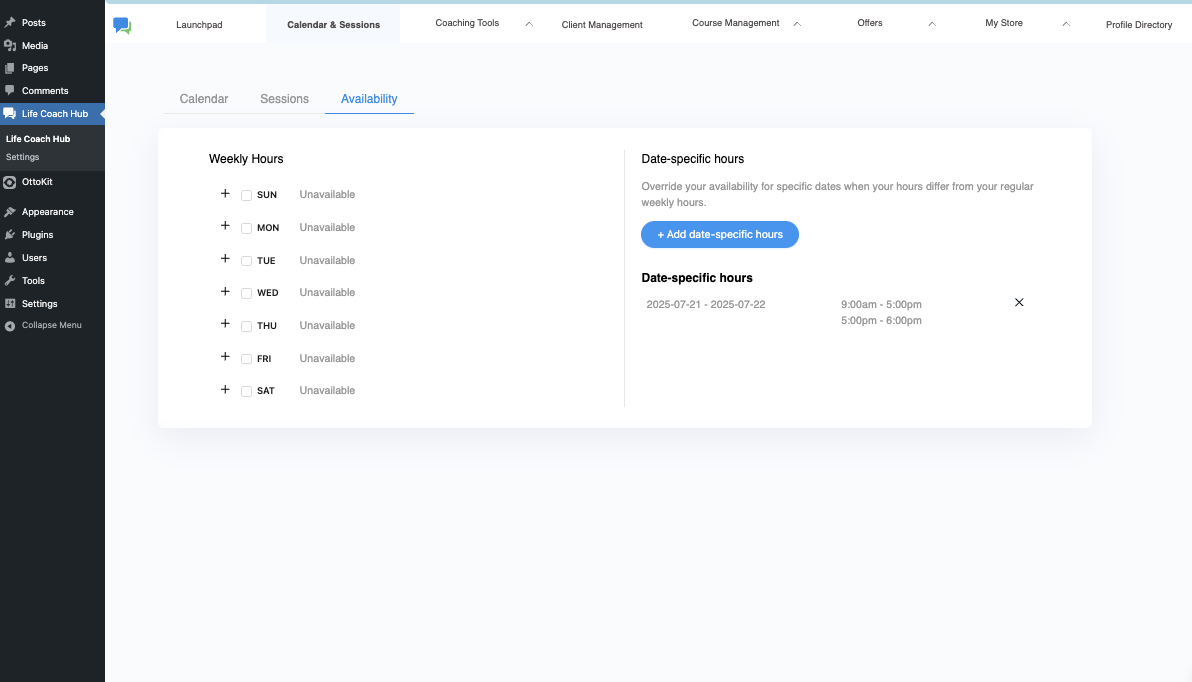 Posts
Media
Pages
Comments
Life Coach Hub
Life Coach Hub
Settings
OttoKit
Appearance
Plugins
Users
Tools
Settings
Collapse Menu
Launchpad
Calendar & Sessions
Coaching Tools
Client Management
Course Management
Offers
My Store
Profile Directory
Calendar
Sessions
Availability
Weekly Hours
+ SUN Unavailable
+ MON Unavailable
+ TUE Unavailable
+ WED Unavailable
+ THU Unavailable
+ FRI Unavailable
+ SAT Unavailable
Date-specific hours
Override your availability for specific dates when your hours differ from your regular
weekly hours.
+ Add date-specific hours
Date-specific hours
2025-07-21 - 2025-07-22
9:00am - 5:00pm
5:00pm - 6:00pm